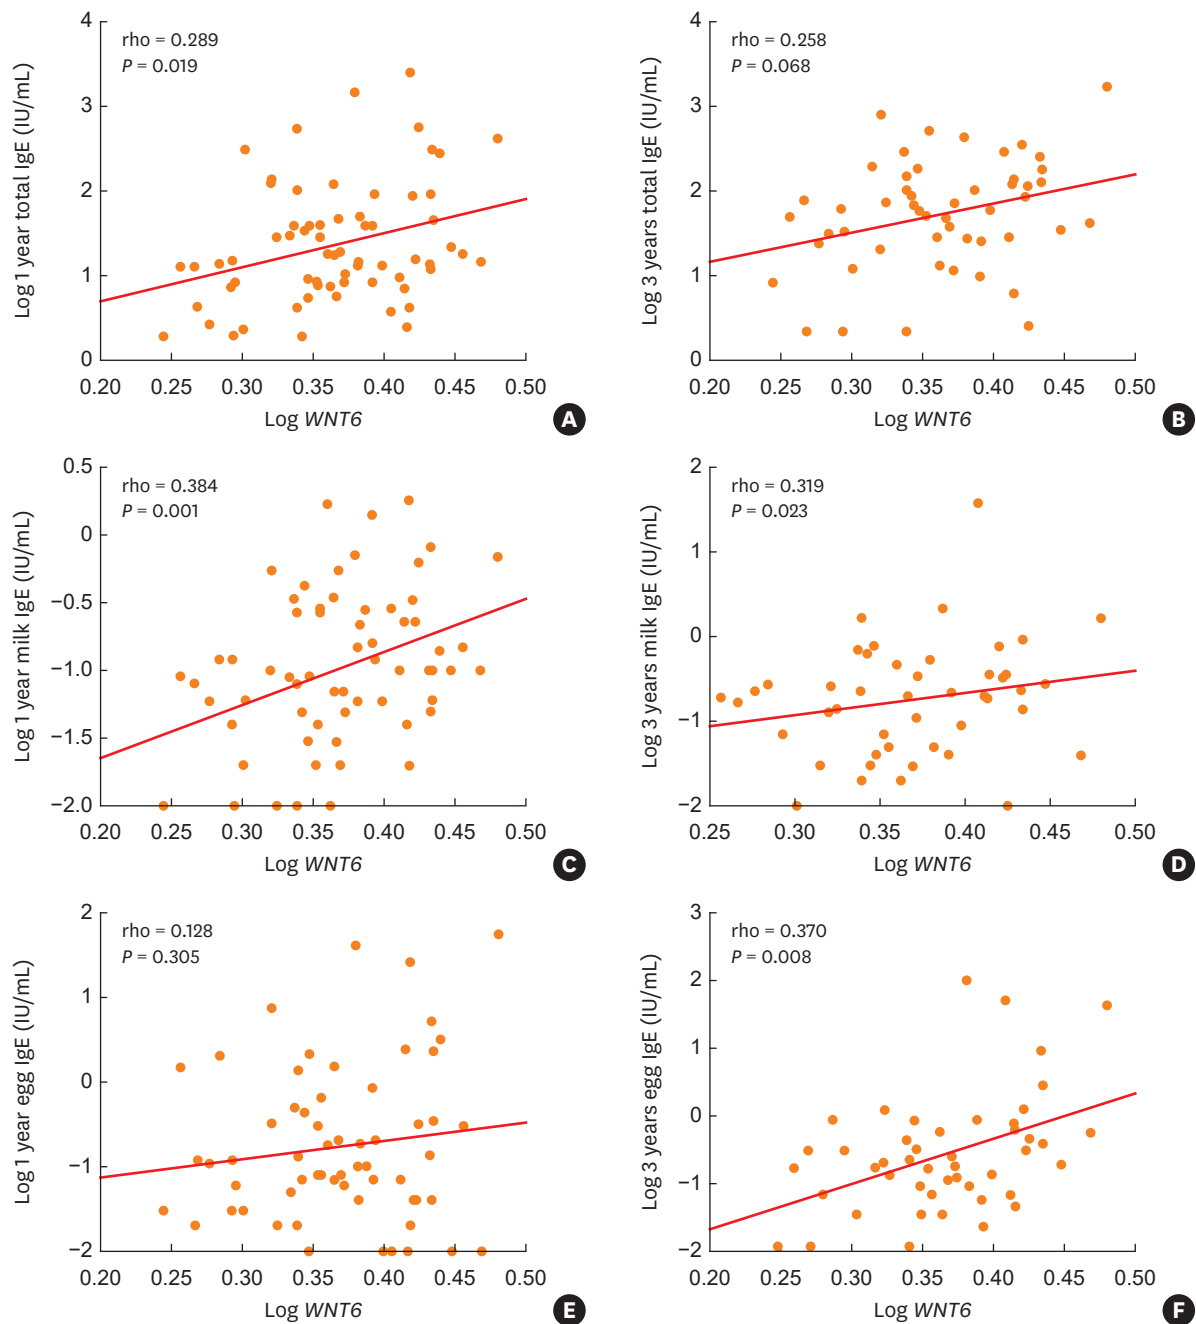 4
3
2
1
0
Log 1 year total IgE (IU/mL)
rho = 0.289
P = 0.019
0.20 0.25 0.30 0.35 0.40 0.45 0.50
Log WNT6
A
4
3
2
1
0
Log 3 years total IgE (IU/mL)
rho = 0.258
P = 0.068
0.20 0.25 0.30 0.35 0.40 0.45 0.50
Log WNT6
B
0.5
0
−0.5
−1.0
−1.5
−2.0
Log 1 year milk IgE (IU/mL)
rho = 0.384
P = 0.001
0.20 0.25 0.30 0.35 0.40 0.45 0.50
Log WNT6
C
2
1
0
−1
−2
Log 3 years milk IgE (IU/mL)
rho = 0.319
P = 0.023
0.25 0.30 0.35 0.40 0.45 0.50
Log WNT6
D
2
1
0
−1
−2
Log 1 year egg IgE (IU/mL)
rho = 0.128
P = 0.305
0.20 0.25 0.30 0.35 0.40 0.45 0.50
Log WNT6
E
3
2
1
0
−1
−2
Log 3 years egg IgE (IU/mL)
rho = 0.370
P = 0.008
0.20 0.25 0.30 0.35 0.40 0.45 0.50
Log WNT6
F